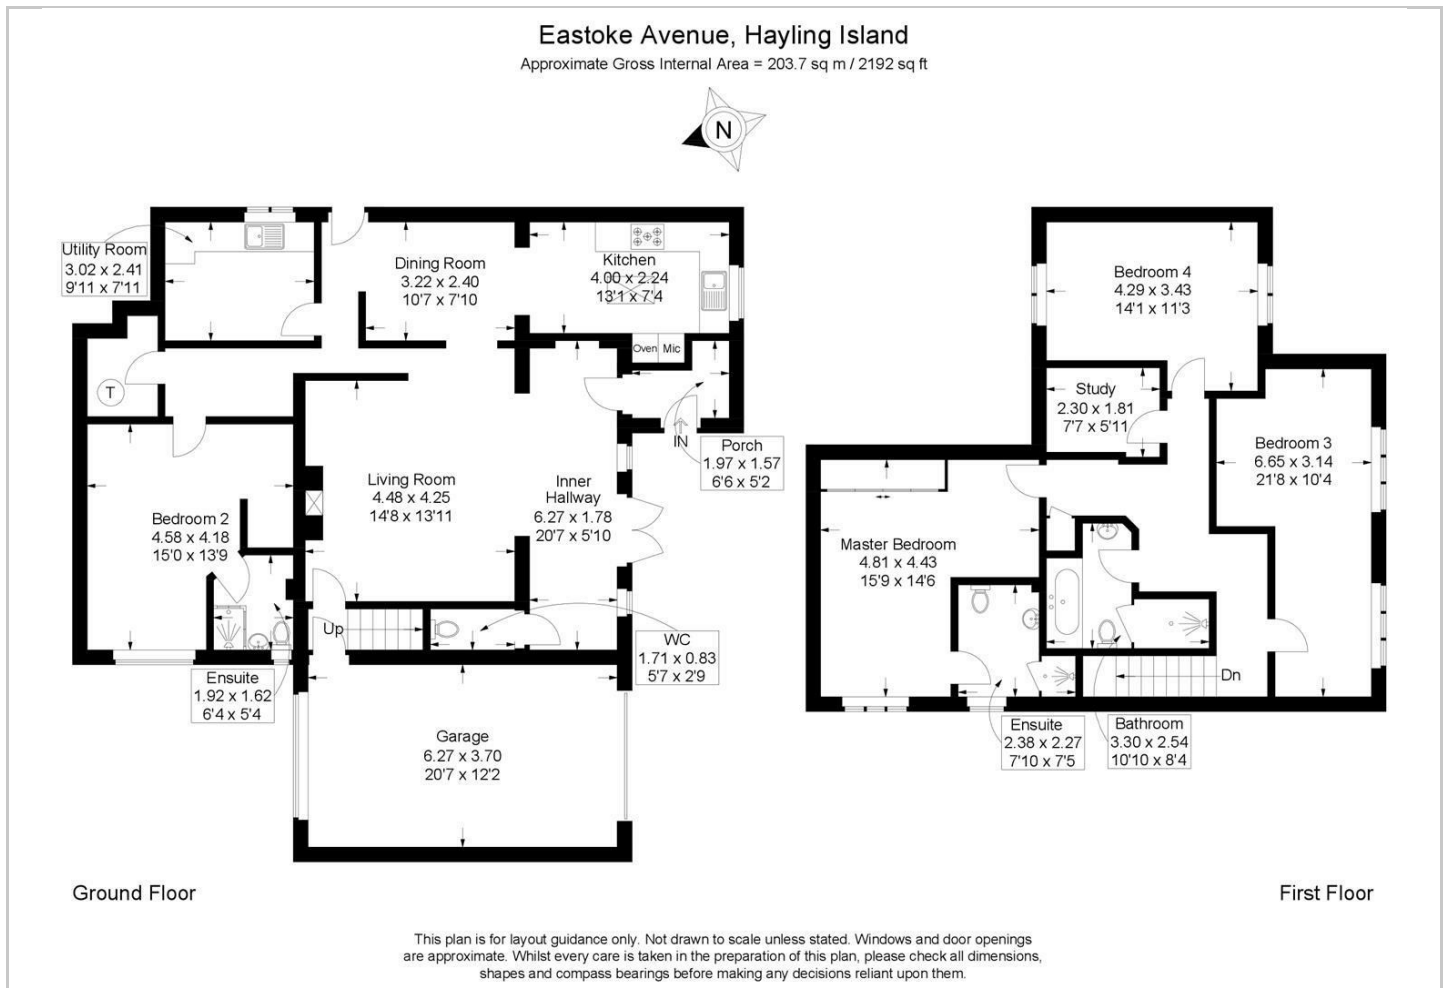 Eastoke Avenue, Hayling Island
Approximate Gross Internal Area = 203.7 sq m / 2192 sq ft
N
Utility Room
3.02 x 2.41
9'11 x 7'11
Dining Room
3.22 x 2.40
10'7 x 7'10
Kitchen
4.00 x 2.24
13'1 x 7'4
Oven
Mic
T
IN
Porch
1.97 x 1.57
6'6 x 5'2
Living Room
4.48 x 4.25
14'8 x 13'11
Inner
Hallway
6.27 x 1.78
20'7 x 5'10
Bedroom 2
4.58 x 4.18
15'0 x 13'9
Up
WC
1.71 x 0.83
5'7 x 2'9
Ensuite
1.92 x 1.62
6'4 x 5'4
Garage
6.27 x 3.70
20'7 x 12'2
Ground Floor
Bedroom 4
4.29 x 3.43
14'1 x 11'3
Study
2.30 x 1.81
7'7 x 5'11
Bedroom 3
6.65 x 3.14
21'8 x 10'4
Master Bedroom
4.81 x 4.43
15'9 x 14'6
Dn
Ensuite
2.38 x 2.27
7'10 x 7'5
Bathroom
3.30 x 2.54
10'10 x 8'4
First Floor
This plan is for layout guidance only. Not drawn to scale unless stated. Windows and door openings
are approximate. Whilst every care is taken in the preparation of this plan, please check all dimensions,
shapes and compass bearings before making any decisions reliant upon them.